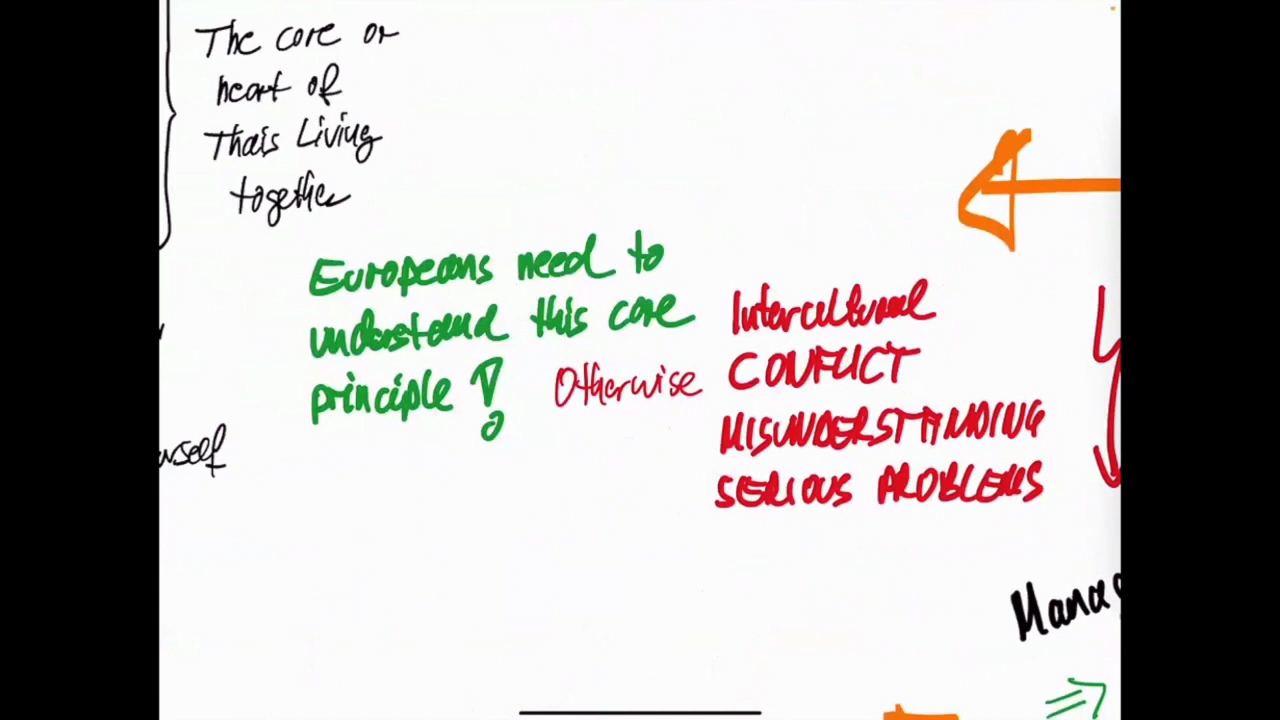 The core or
heart of
Thais Living
together
Europeans need to
understand this core
principle !
Otherwise
Intercultural
CONFLICT
MISUNDERSTANDING
SERIOUS PROBLEMS